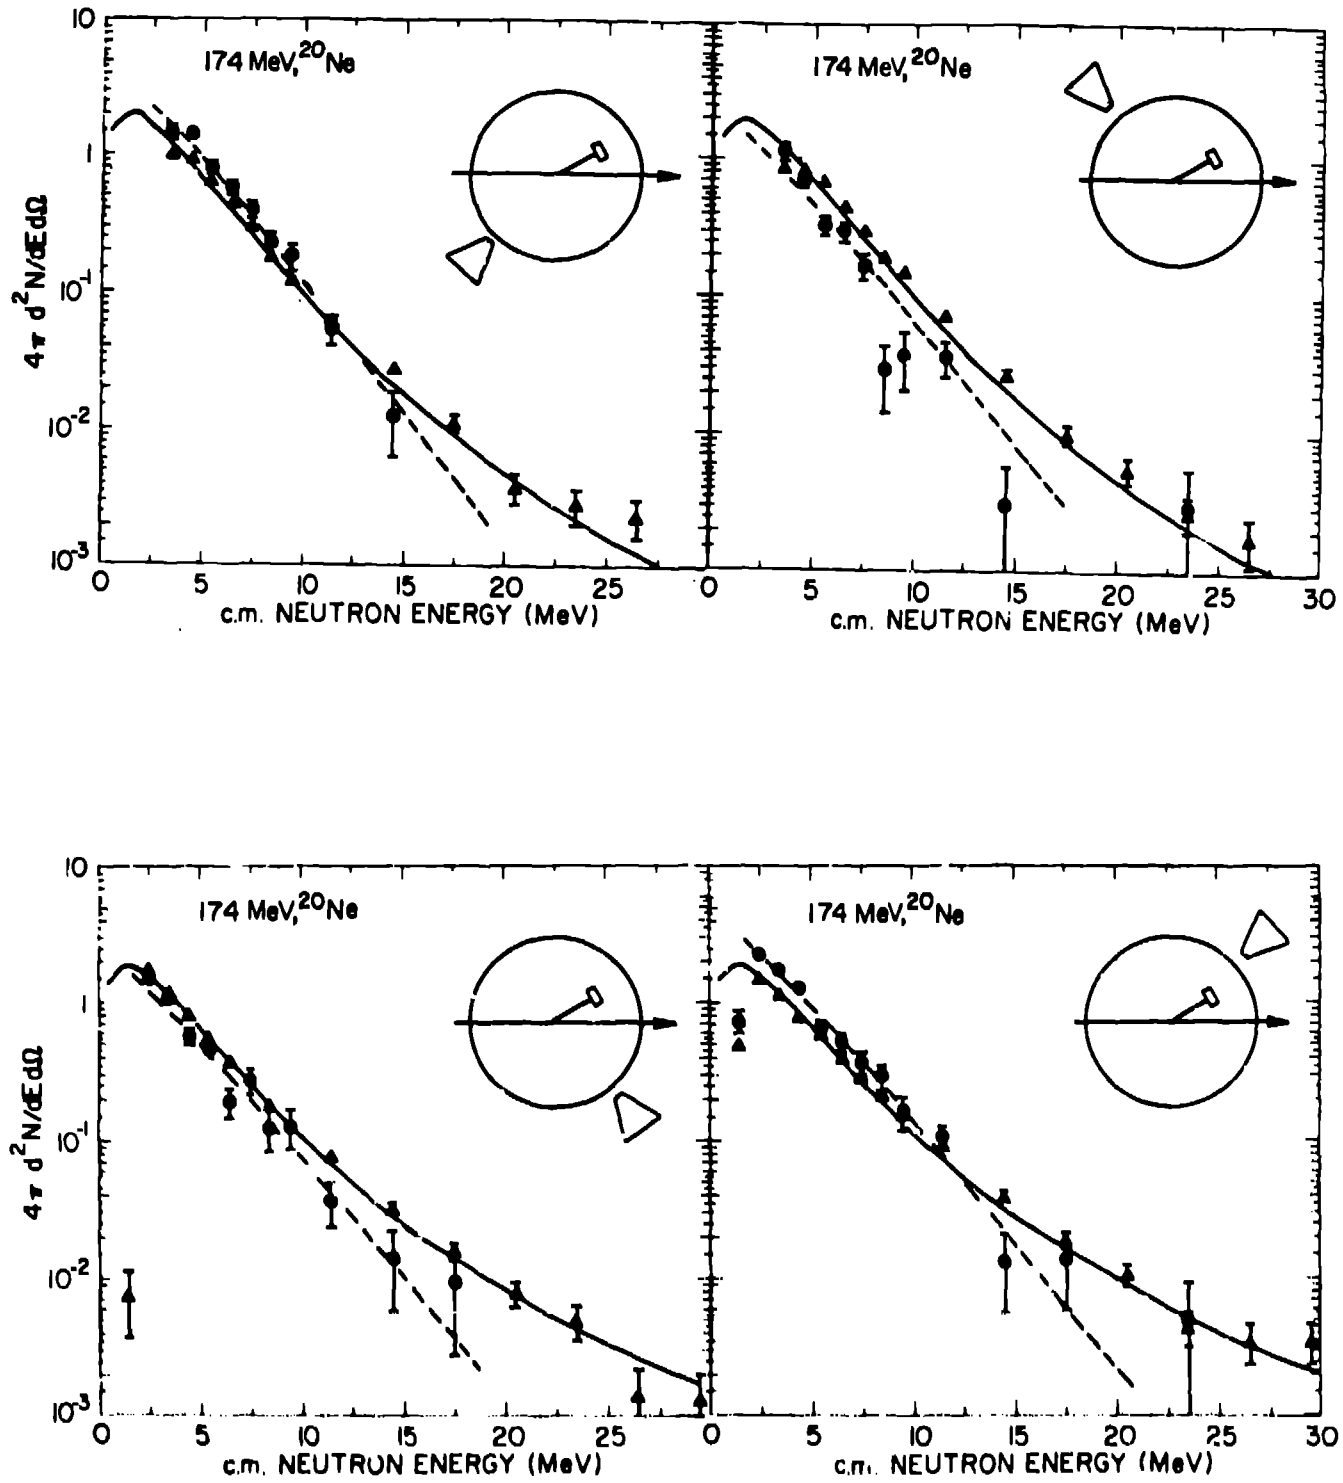 174 MeV, ²⁰Ne
10
1
10⁻¹
10⁻²
10⁻³
4π d²N/dEdΩ
0 5 10 15 20 25
c.m. NEUTRON ENERGY (MeV)
174 MeV, ²⁰Ne
0 5 10 15 20 25 30
c.m. NEUTRON ENERGY (MeV)
174 MeV, ²⁰Ne
10
1
10⁻¹
10⁻²
10⁻³
4π d²N/dEdΩ
0 5 10 15 20 25
c.m. NEUTRON ENERGY (MeV)
174 MeV, ²⁰Ne
0 5 10 15 20 25 30
c.m. NEUTRON ENERGY (MeV)